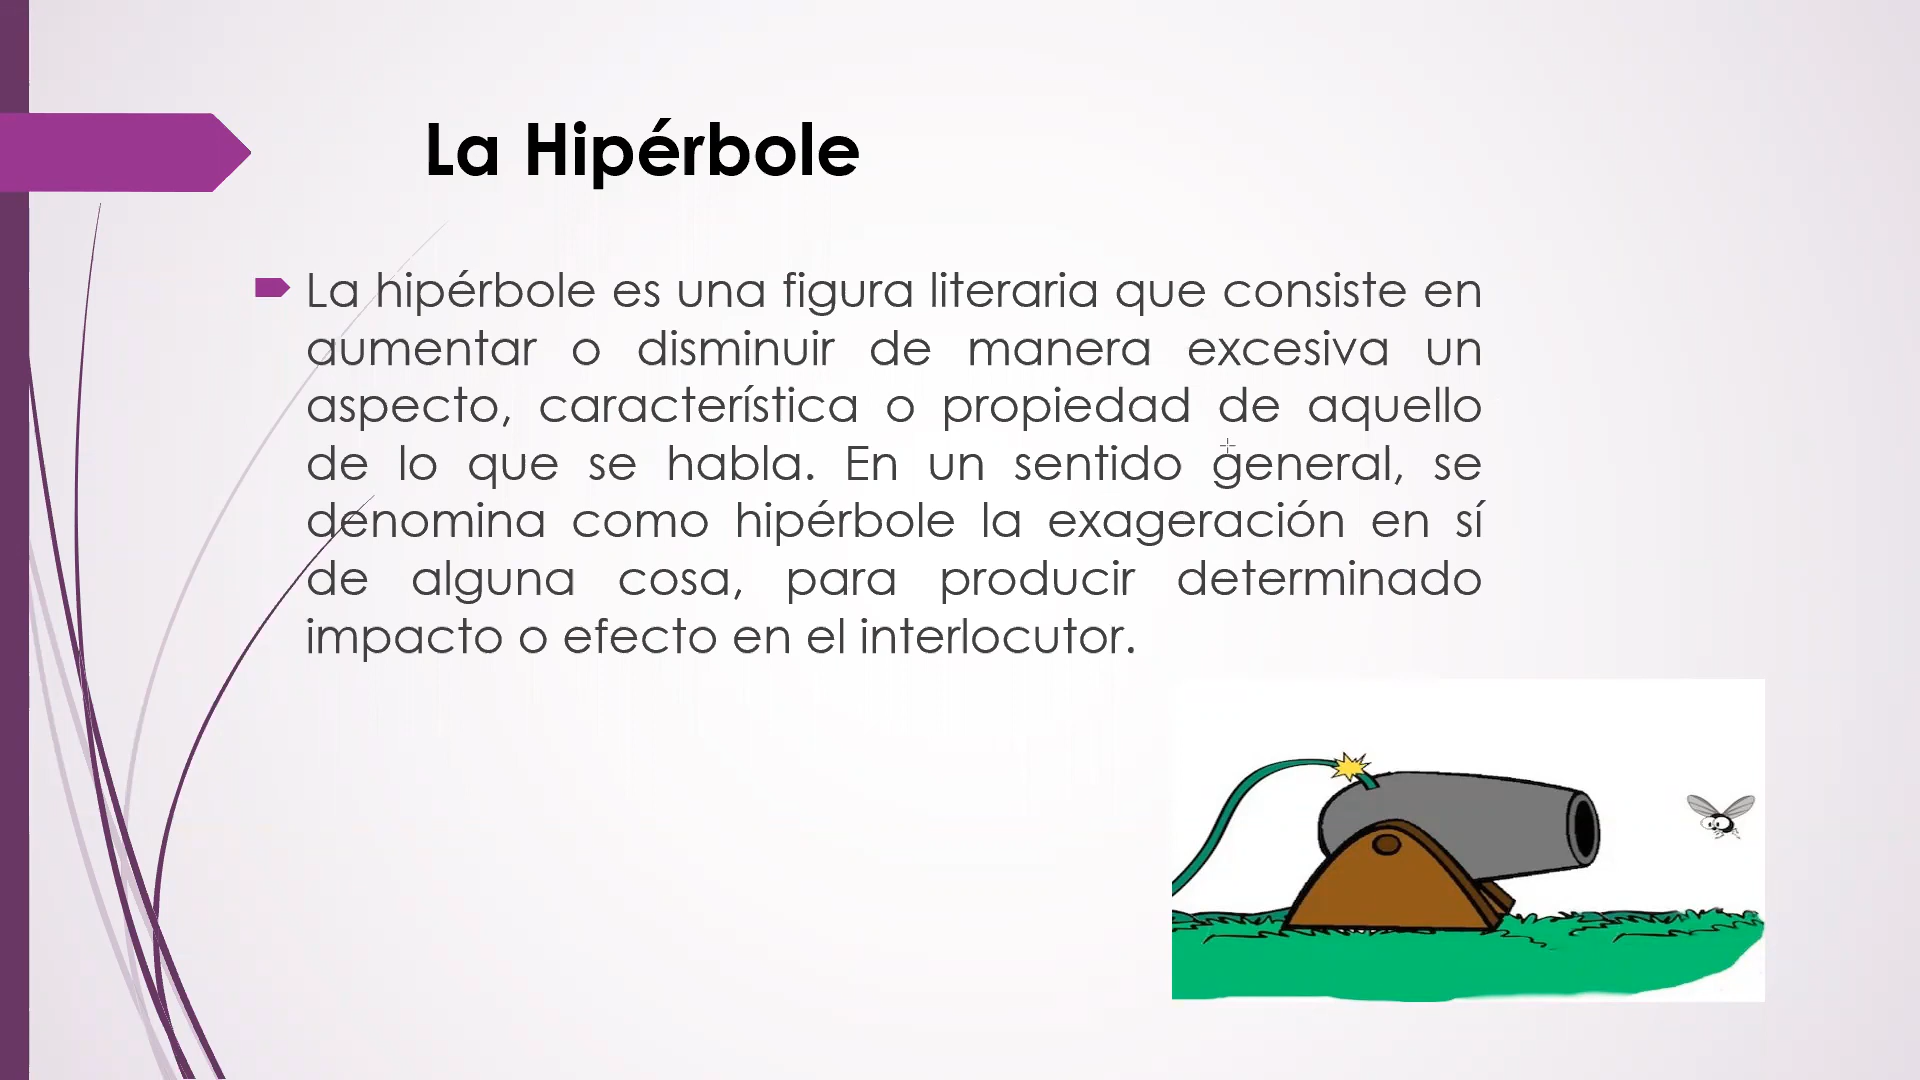 La Hipérbole
La hipérbole es una figura literaria que consiste en
aumentar o disminuir de manera excesiva un
aspecto, característica o propiedad de aquello
de lo que se habla. En un sentido general, se
denomina como hipérbole la exageración en sí
de alguna cosa, para producir determinado
impacto o efecto en el interlocutor.